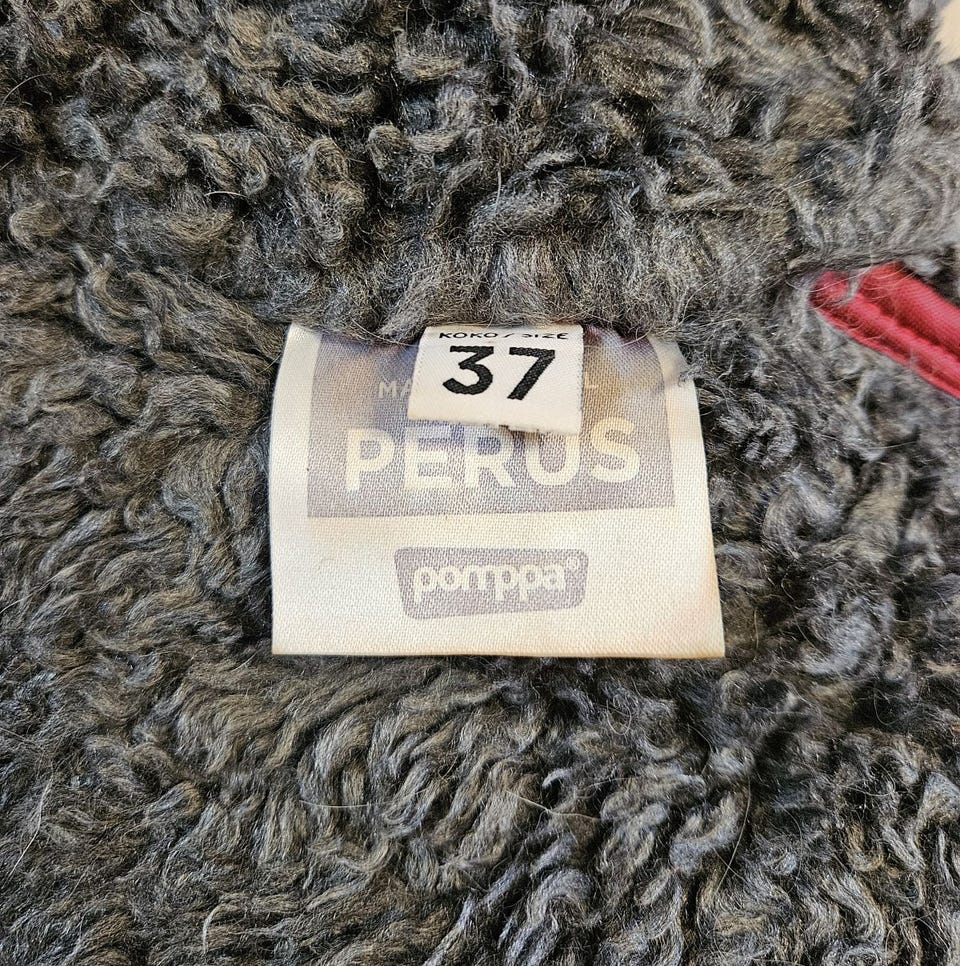 KOKO / SIZE
37
PERUS
pomppa®